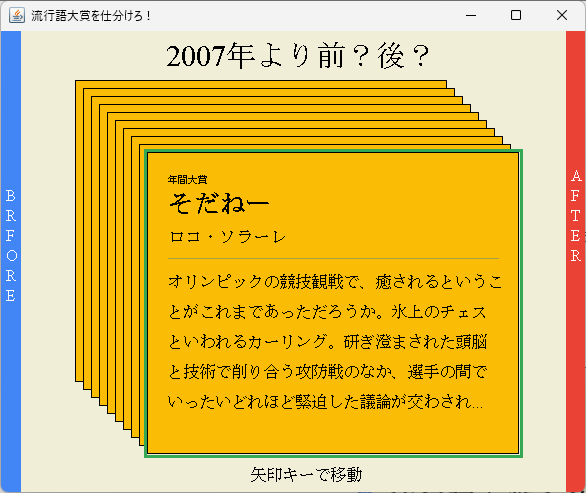 流行語大賞を仕分けろ！
2007年より前？後？
BRFORE
AFTER
年間大賞
そだねー
ロコ・ソラーレ
オリンピックの競技観戦で、癒されるというこ
とがこれまであっただろうか。氷上のチェス
といわれるカーリング。研ぎ澄まされた頭脳
と技術で削り合う攻防戦のなか、選手の間で
いったいどれほど緊迫した議論が交わされ...
矢印キーで移動